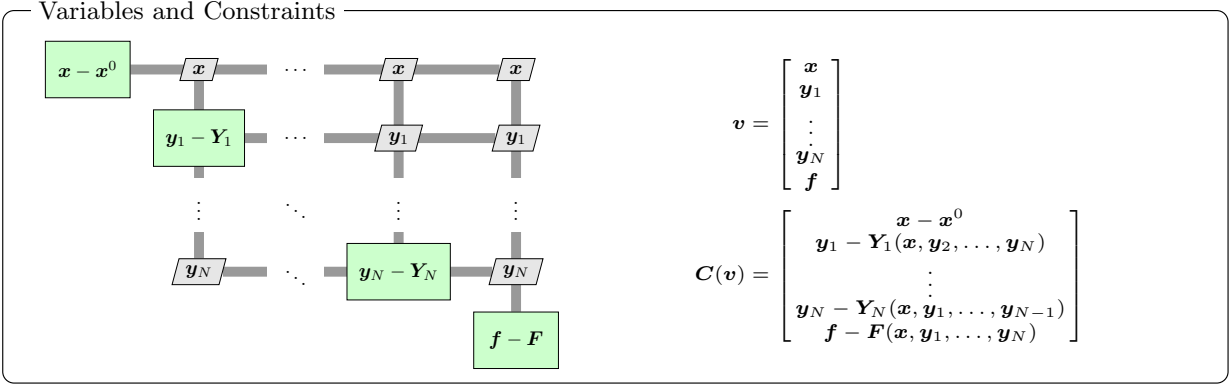 Variables and Constraints
x − x⁰ x ⋯ x x
y₁ − Y₁ ⋯ y₁ y₁
⋮ ⋱ ⋮ ⋮
y_N ⋱ y_N − Y_N y_N
f − F
v = [ x
y₁
⋮
y_N
f ]
C(v) = [ x − x⁰
y₁ − Y₁(x, y₂, …, y_N)
⋮
y_N − Y_N(x, y₁, …, y_{N−1})
f − F(x, y₁, …, y_N) ]